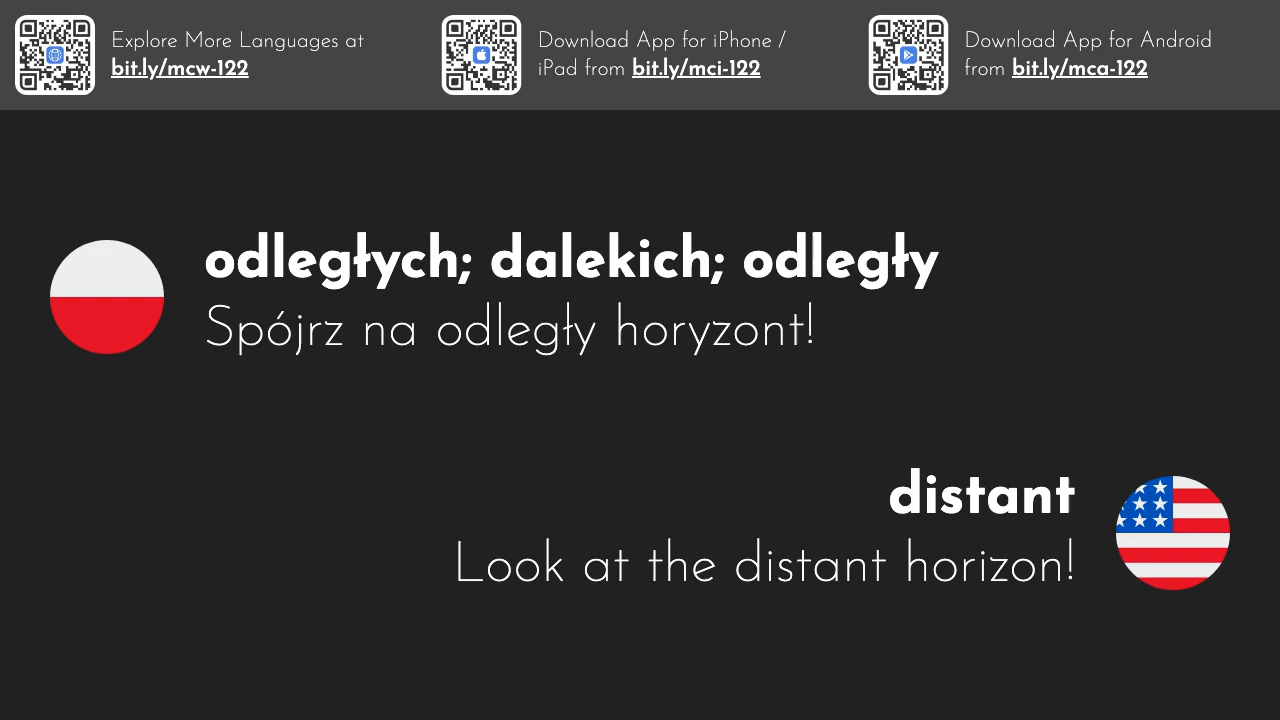 Explore More Languages at
bit.ly/mcw-122
Download App for iPhone /
iPad from bit.ly/mci-122
Download App for Android
from bit.ly/mca-122
odległych; dalekich; odległy
Spójrz na odległy horyzont!
distant
Look at the distant horizon!